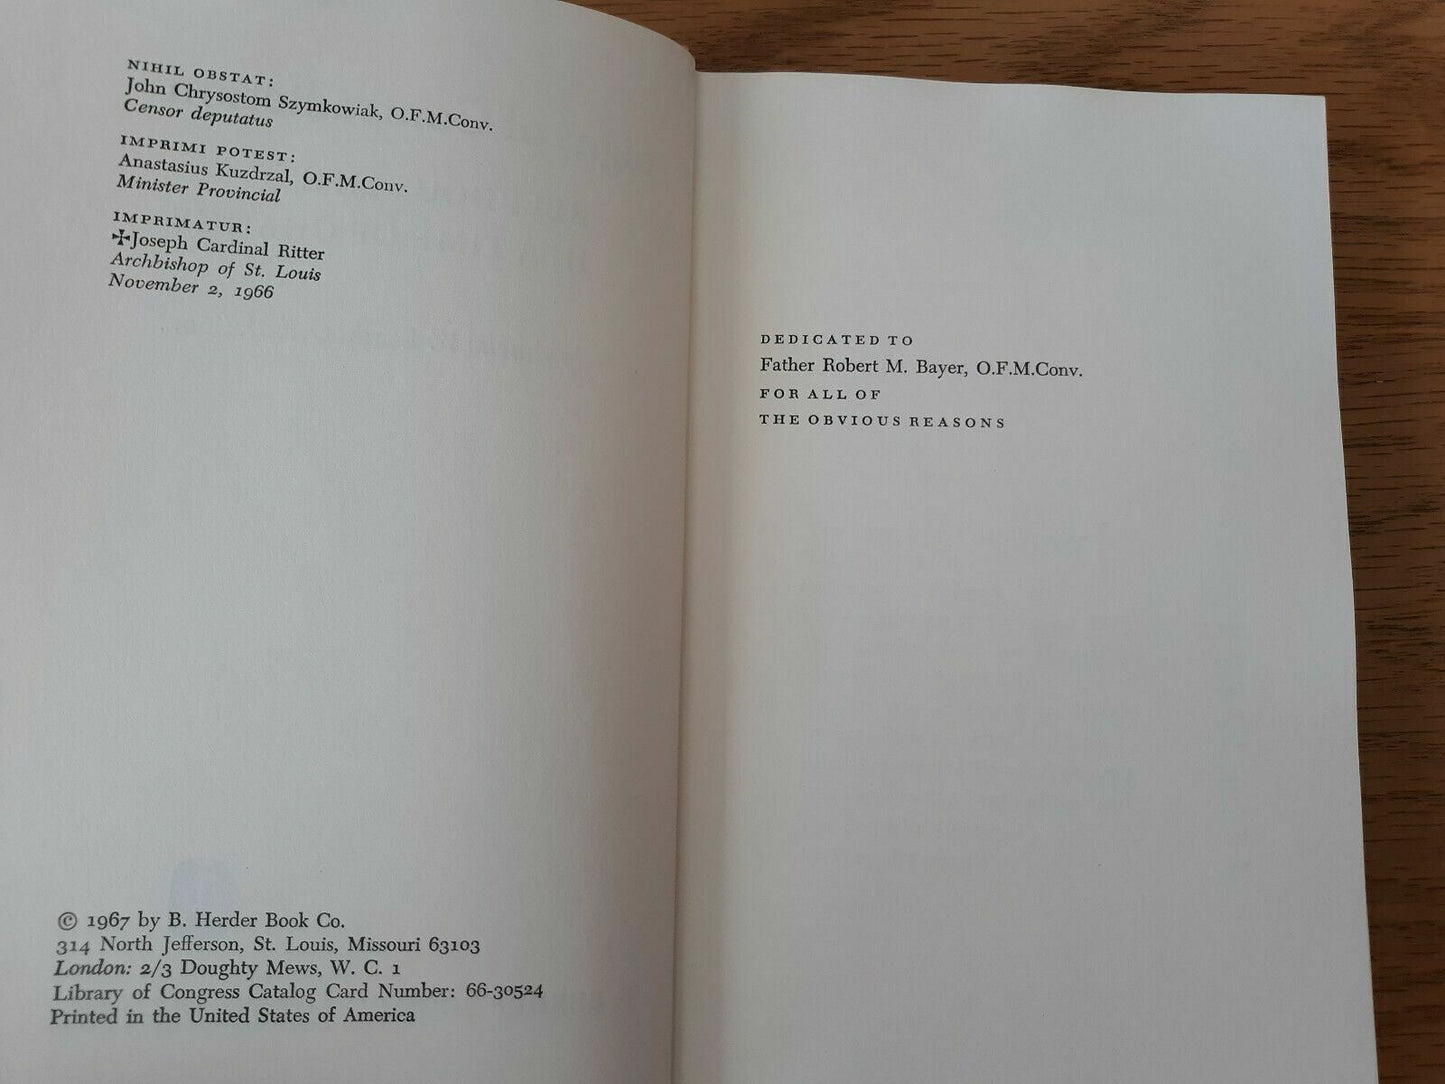 NIHIL OBSTAT:
John Chrysostom Szymkowiak, O.F.M.Conv.
Censor deputatus
IMPRIMI POTEST:
Anastasius Kuzdrzal, O.F.M.Conv.
Minister Provincial
IMPRIMATUR:
✠Joseph Cardinal Ritter
Archbishop of St. Louis
November 2, 1966
© 1967 by B. Herder Book Co.
314 North Jefferson, St. Louis, Missouri 63103
London: 2/3 Doughty Mews, W. C. 1
Library of Congress Catalog Card Number: 66-30524
Printed in the United States of America
DEDICATED TO
Father Robert M. Bayer, O.F.M.Conv.
FOR ALL OF
THE OBVIOUS REASONS